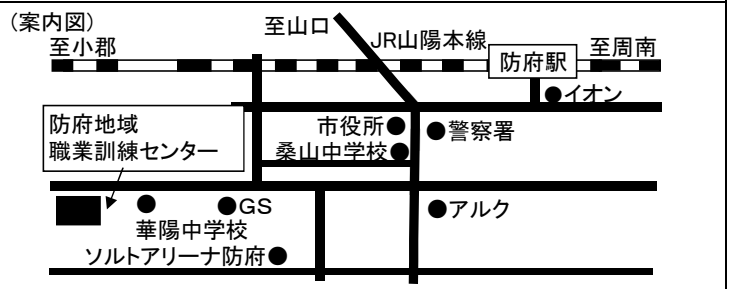 (案内図)
至山口
至小郡
JR山陽本線
防府駅
至周南
●イオン
防府地域
職業訓練センター
市役所●
●警察署
桑山中学校●
●GS
●アルク
華陽中学校
ソルトアリーナ防府●